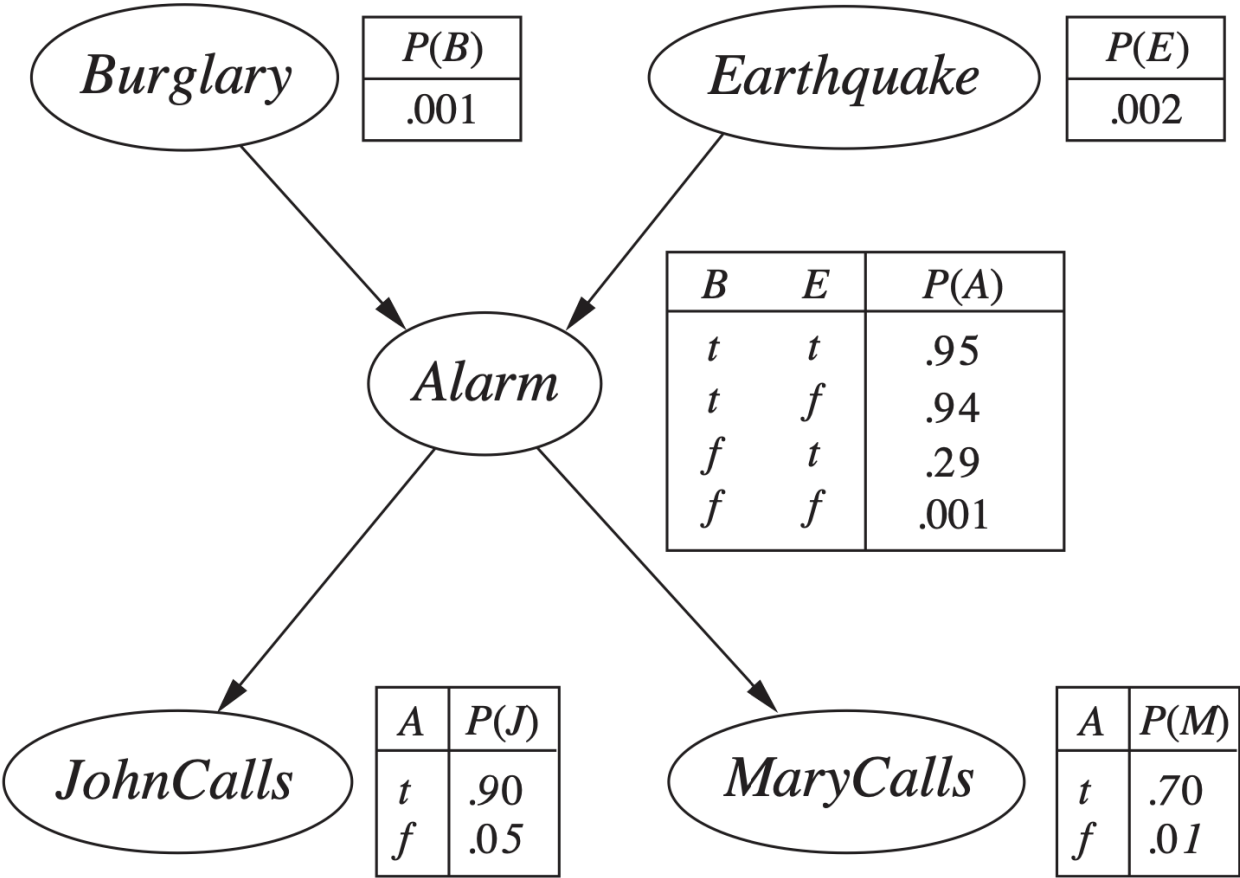 Burglary
P(B)
.001
Earthquake
P(E)
.002
B E P(A)
t t .95
t f .94
f t .29
f f .001
Alarm
JohnCalls
A P(J)
t .90
f .05
MaryCalls
A P(M)
t .70
f .01